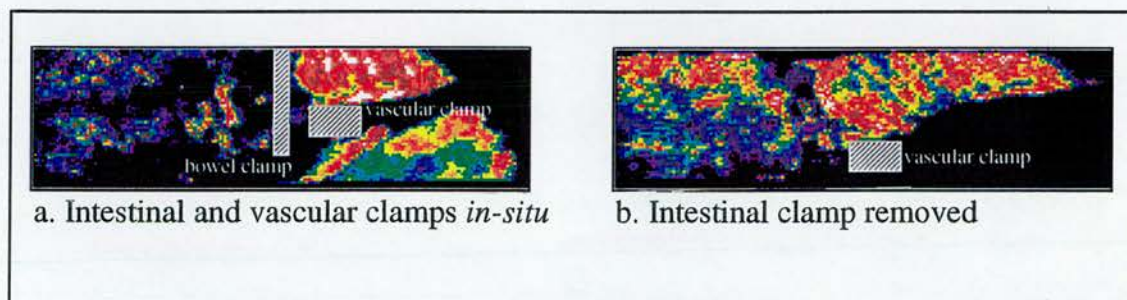 vascular clamp
bowel clamp
a. Intestinal and vascular clamps in-situ
vascular clamp
b. Intestinal clamp removed